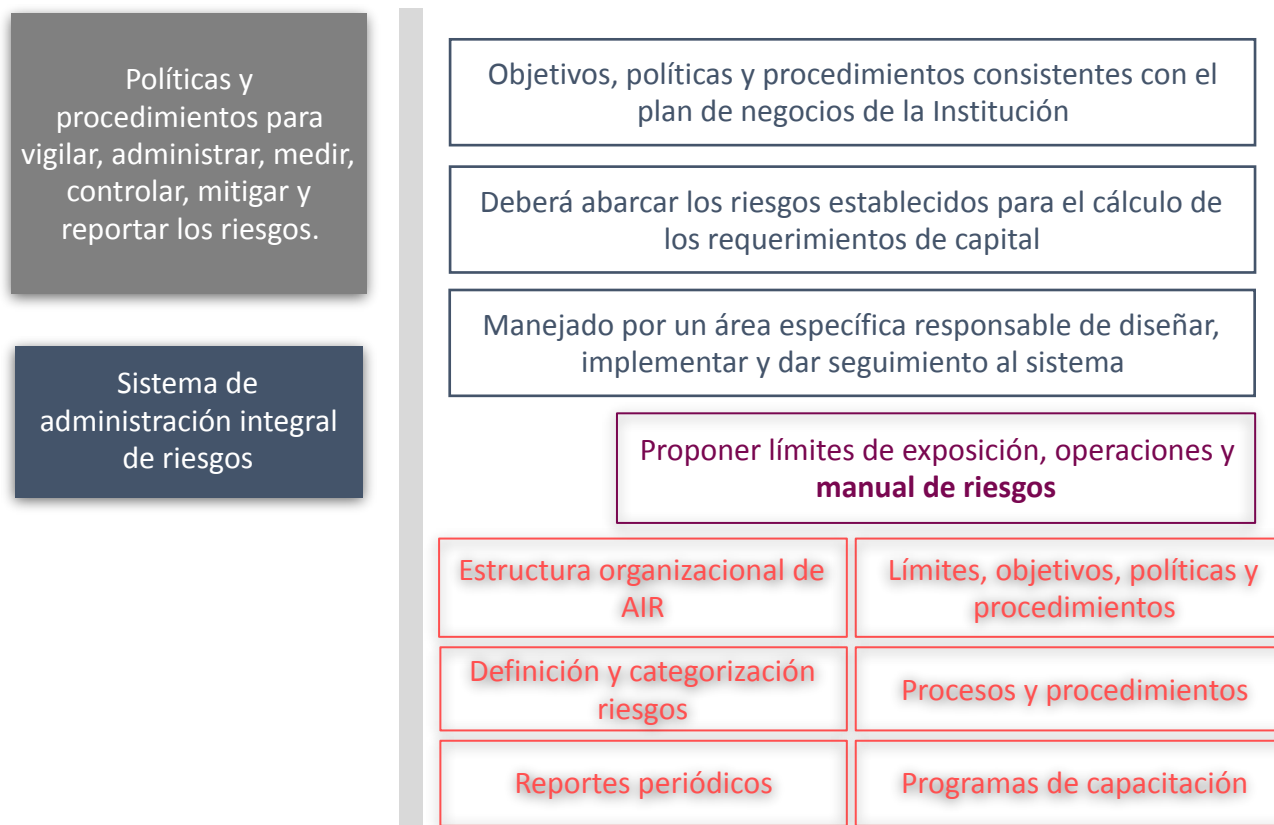 Políticas y
procedimientos para
vigilar, administrar, medir,
controlar, mitigar y
reportar los riesgos.
Sistema de
administración integral
de riesgos
Objetivos, políticas y procedimientos consistentes con el
plan de negocios de la Institución
Deberá abarcar los riesgos establecidos para el cálculo de
los requerimientos de capital
Manejado por un área específica responsable de diseñar,
implementar y dar seguimiento al sistema
Proponer límites de exposición, operaciones y
manual de riesgos
Estructura organizacional de
AIR
Límites, objetivos, políticas y
procedimientos
Definición y categorización
riesgos
Procesos y procedimientos
Reportes periódicos
Programas de capacitación